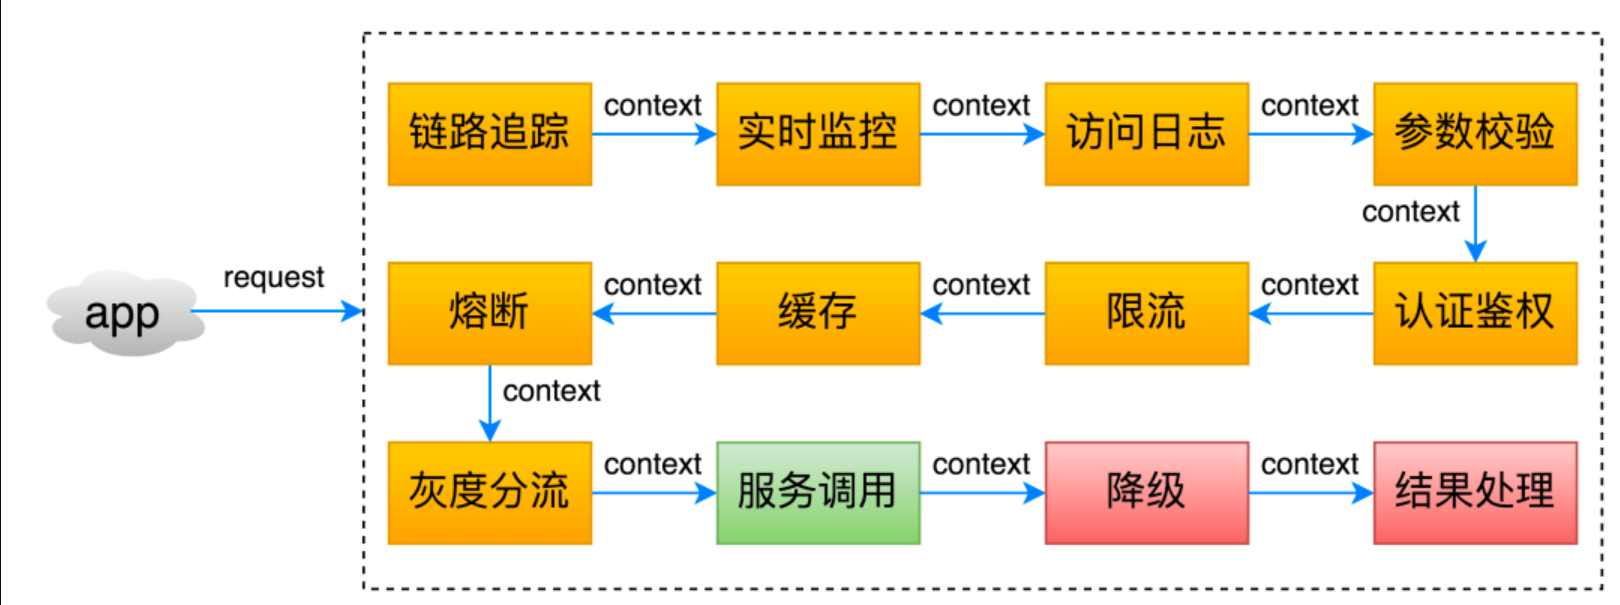 链路追踪
context
实时监控
context
访问日志
context
参数校验
context
app
request
熔断
context
缓存
context
限流
context
认证鉴权
context
灰度分流
context
服务调用
context
降级
context
结果处理